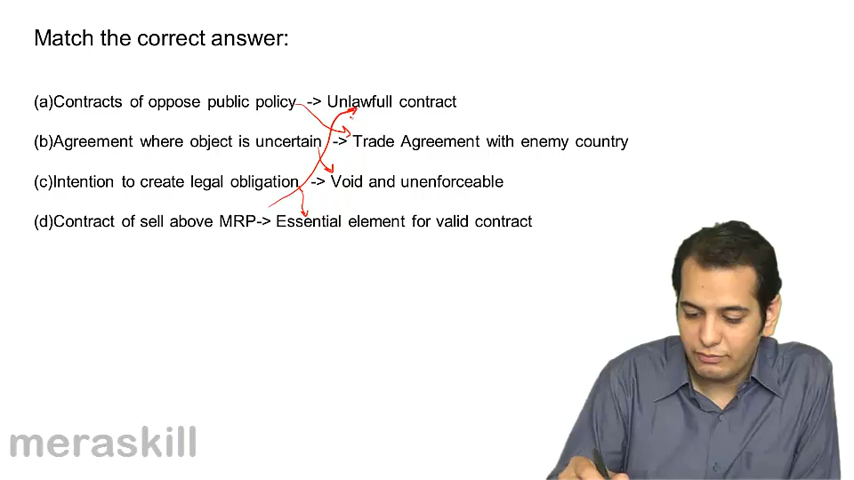 Match the correct answer:
(a)Contracts of oppose public policy -> Unlawfull contract
(b)Agreement where object is uncertain -> Trade Agreement with enemy country
(c)Intention to create legal obligation -> Void and unenforceable
(d)Contract of sell above MRP-> Essential element for valid contract
meraskill